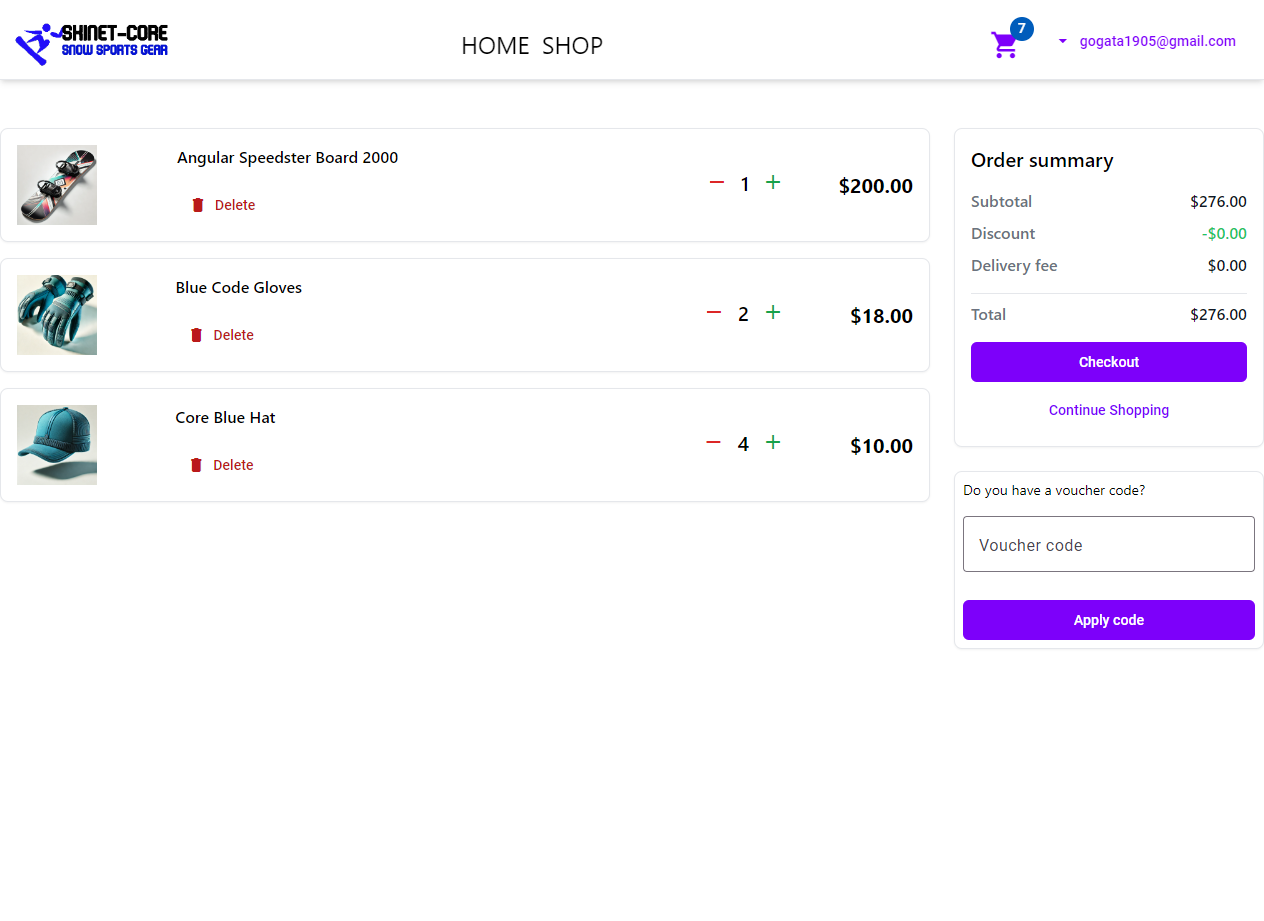 SKINET-CORE
SNOW SPORTS GEAR
HOME SHOP
7
gogata1905@gmail.com
Angular Speedster Board 2000
Delete
1
$200.00
Blue Code Gloves
Delete
2
$18.00
Core Blue Hat
Delete
4
$10.00
Order summary
Subtotal $276.00
Discount -$0.00
Delivery fee $0.00
Total $276.00
Checkout
Continue Shopping
Do you have a voucher code?
Voucher code
Apply code